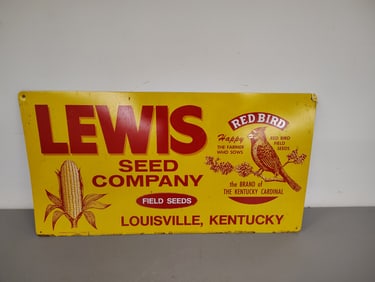 LEWIS
SEED
COMPANY
FIELD SEEDS
LOUISVILLE, KENTUCKY
RED BIRD
Happy
THE FARMER
WHO SOWS
RED BIRD
FIELD
SEEDS
the BRAND of
THE KENTUCKY CARDINAL